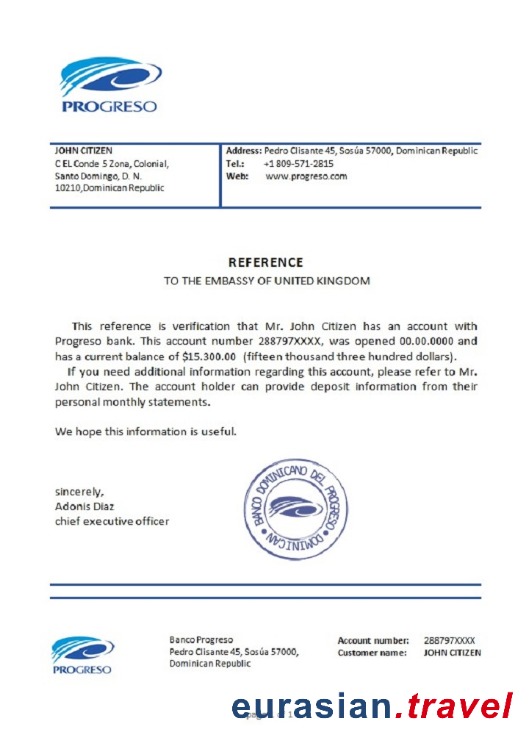 PROGRESO
JOHN CITIZEN
C EL Conde 5 Zona, Colonial,
Santo Domingo, D. N.
10210,Dominican Republic
Address: Pedro Clisante 45, Sosúa 57000, Dominican Republic
Tel.: +1 809-571-2815
Web: www.progreso.com
REFERENCE
TO THE EMBASSY OF UNITED KINGDOM
This reference is verification that Mr. John Citizen has an account with
Progreso bank. This account number 288797XXXX, was opened 00.00.0000 and
has a current balance of $15.300.00 (fifteen thousand three hundred dollars).
If you need additional information regarding this account, please refer to Mr.
John Citizen. The account holder can provide deposit information from their
personal monthly statements.
We hope this information is useful.
sincerely,
Adonis Diaz
chief executive officer
BANCO DOMINICANO DEL PROGRESO
DOMINICAN
PROGRESO
Banco Progreso
Pedro Clisante 45, Sosúa 57000,
Dominican Republic
Account number: 288797XXXX
Customer name: JOHN CITIZEN
eurasian.travel